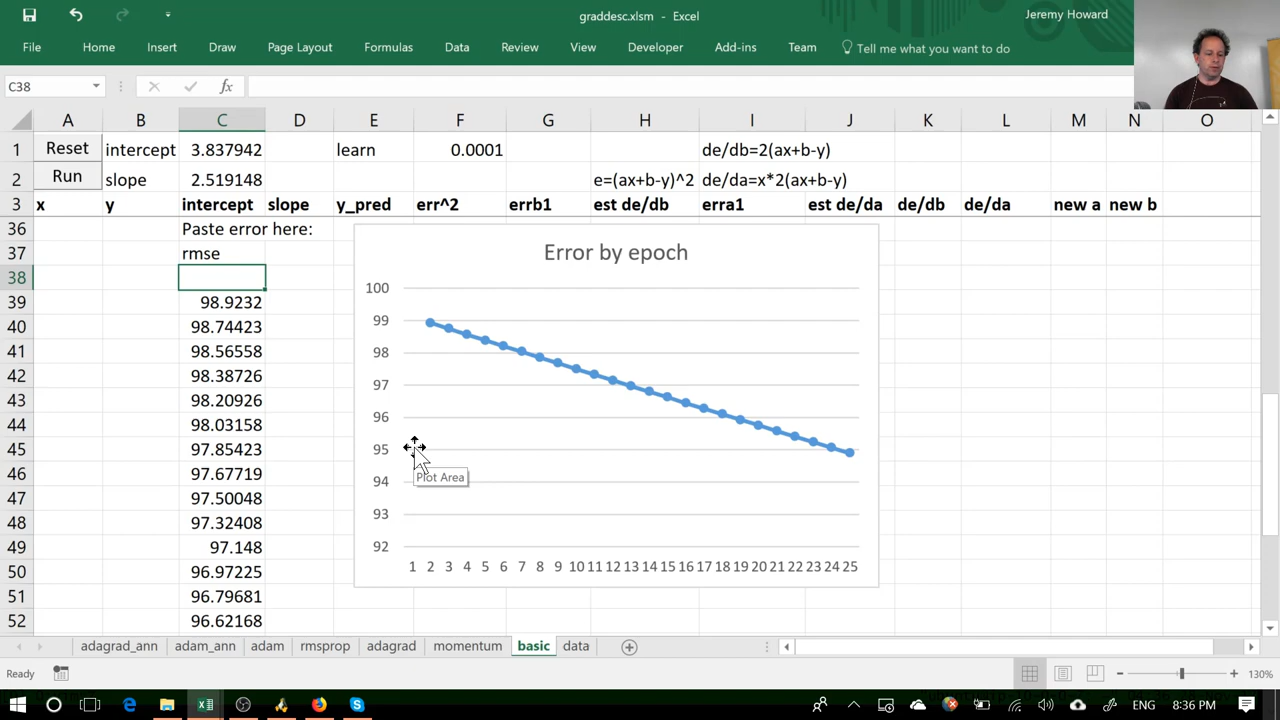 graddesc.xlsm - Excel
Jeremy Howard
File Home Insert Draw Page Layout Formulas Data Review View Developer Add-ins Team Tell me what you want to do
C38 fx
A B C D E F G H I J K L M N O
1 Reset intercept 3.837942 learn 0.0001 de/db=2(ax+b-y)
2 Run slope 2.519148 e=(ax+b-y)^2 de/da=x*2(ax+b-y)
3 x y intercept slope y_pred err^2 errb1 est de/db erra1 est de/da de/db de/da new a new b
36 Paste error here:
37 rmse
38
39 98.9232
40 98.74423
41 98.56558
42 98.38726
43 98.20926
44 98.03158
45 97.85423
46 97.67719
47 97.50048
48 97.32408
49 97.148
50 96.97225
51 96.79681
52 96.62168
Error by epoch
100
99
98
97
96
95
94
93
92
Plot Area
1 2 3 4 5 6 7 8 9 10 11 12 13 14 15 16 17 18 19 20 21 22 23 24 25
adagrad_ann adam_ann adam rmsprop adagrad momentum basic data
Ready 130%
ENG 8:36 PM